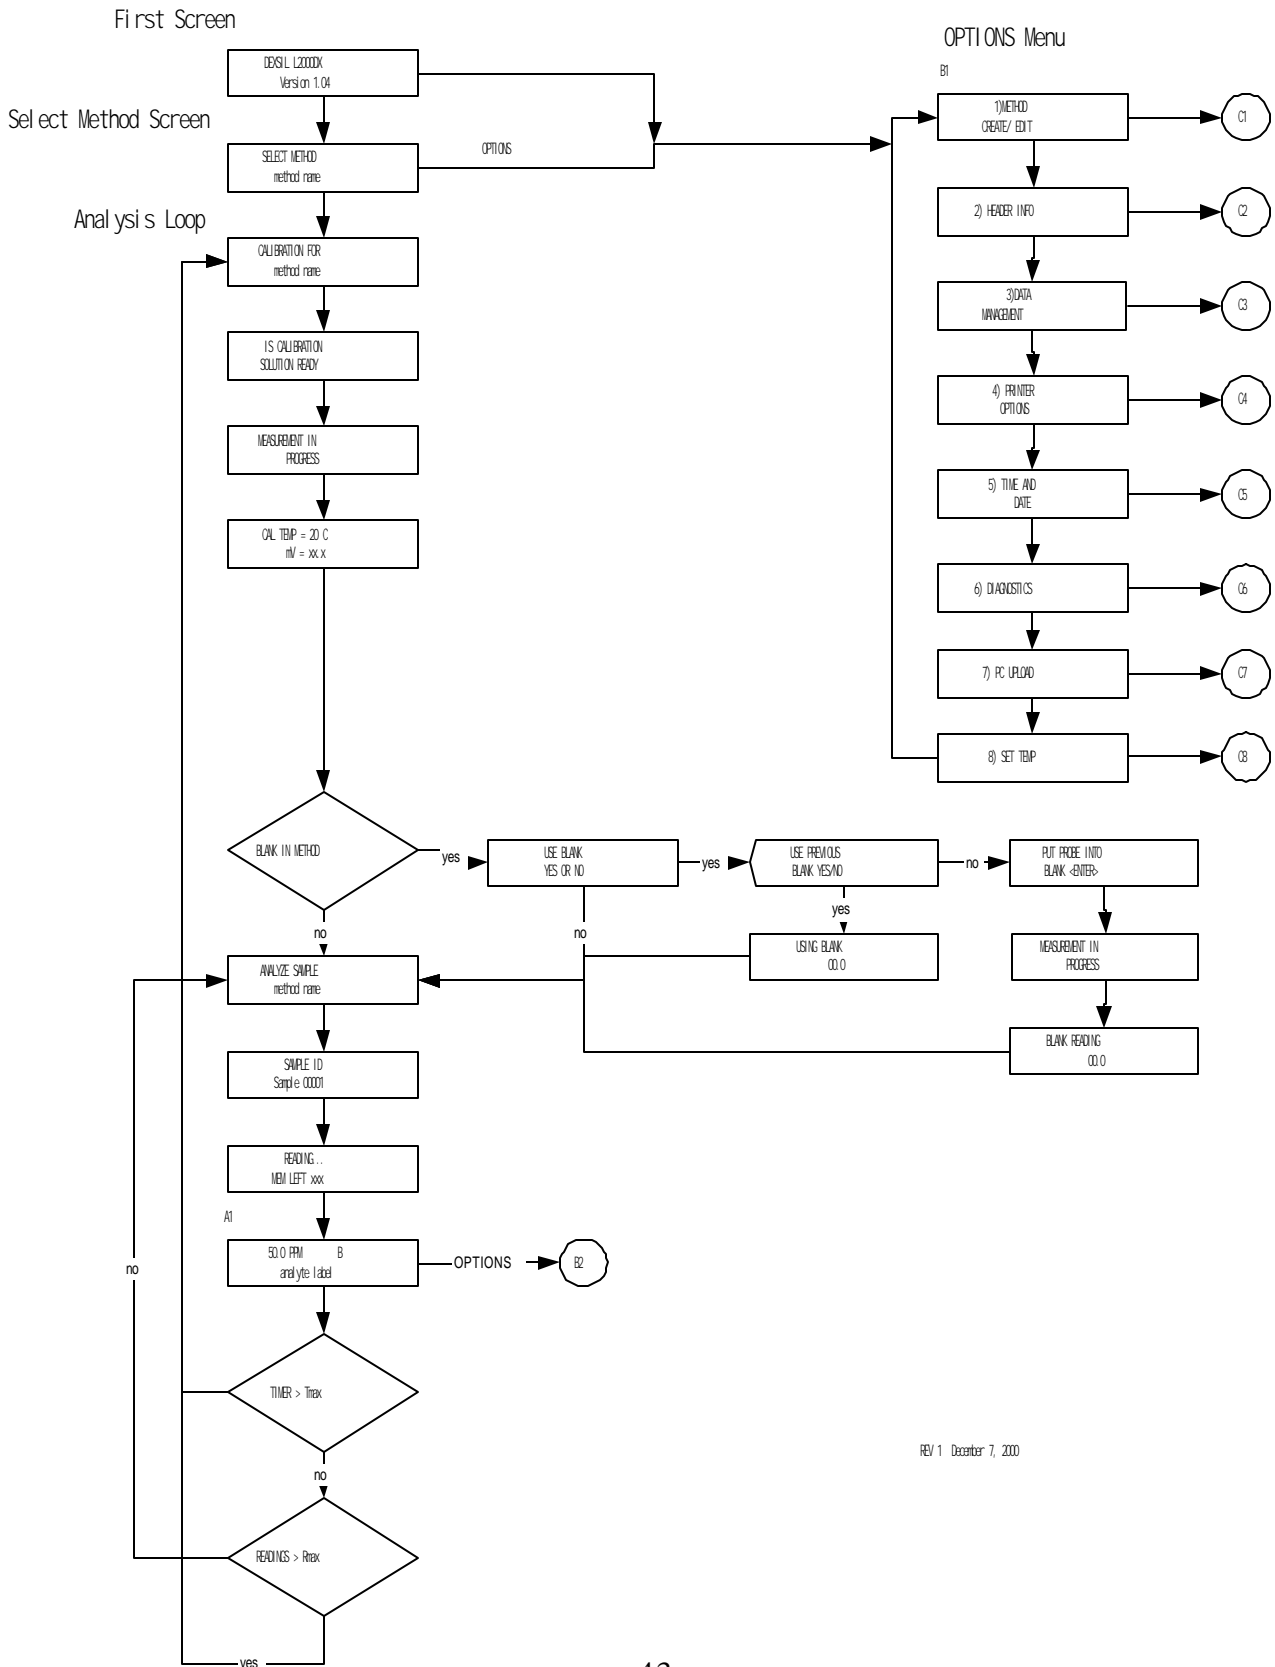 First Screen
DEXSIL L2000DX
Version 1.04
Select Method Screen
SELECT METHOD
method name
OPTIONS
Analysis Loop
CALIBRATION FOR
method name
IS CALIBRATION
SOLUTION READY
MEASUREMENT IN
PROGRESS
CAL TEMP = 20 C
mV = xx.x
BLANK IN METHOD
yes
USE BLANK
YES OR NO
yes
USE PREVIOUS
BLANK YES/NO
no
PUT PROBE INTO
BLANK <ENTER>
no
no
yes
USING BLANK
00.0
MEASUREMENT IN
PROGRESS
BLANK READING
00.0
ANALYZE SAMPLE
method name
SAMPLE ID
Sample 00001
READING...
MEM LEFT xxx
A1
50.0 PPM B
analyte label
OPTIONS
B2
TIMER > Tmax
no
READINGS > Rmax
no
yes
OPTIONS Menu
B1
1)METHOD
CREATE/ EDIT
C1
2) HEADER INFO
C2
3)DATA
MANAGEMENT
C3
4) PRINTER
OPTIONS
C4
5) TIME AND
DATE
C5
6) DIAGNOSTICS
C6
7) PC UPLOAD
C7
8) SET TEMP
C8
REV 1 December 7, 2000